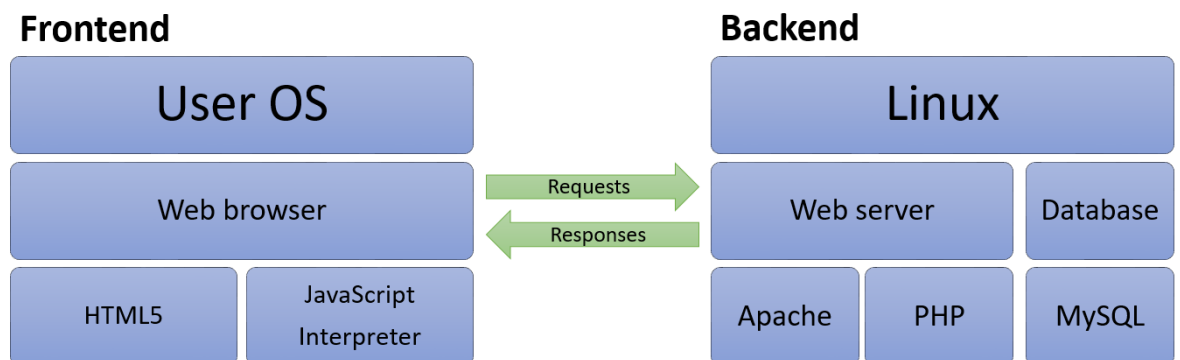 Frontend
Backend
User OS
Linux
Web browser
Requests
Responses
Web server
Database
HTML5
JavaScript
Interpreter
Apache
PHP
MySQL